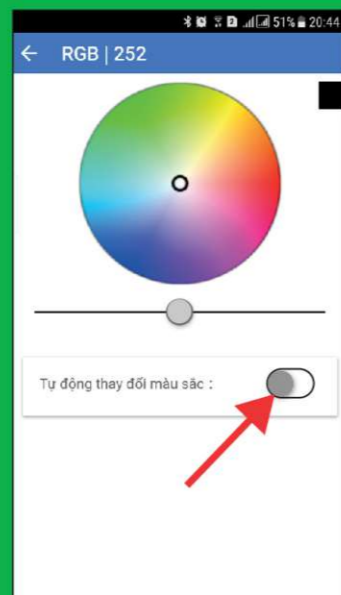 51% 20:44
← RGB | 252
Tự động thay đổi màu sắc :